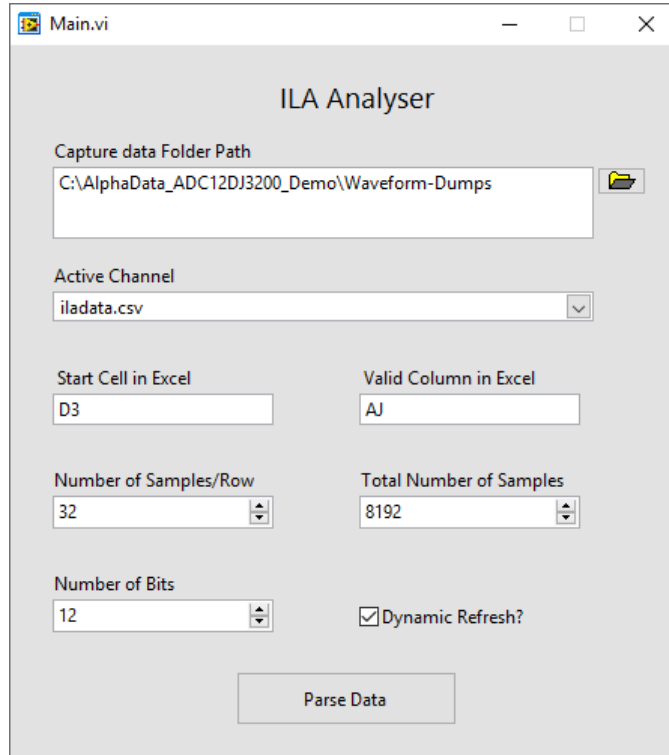 Main.vi
ILA Analyser
Capture data Folder Path
C:\AlphaData_ADC12DJ3200_Demo\Waveform-Dumps
Active Channel
iladata.csv
Start Cell in Excel Valid Column in Excel
D3 AJ
Number of Samples/Row Total Number of Samples
32 8192
Number of Bits
12 Dynamic Refresh?
Parse Data